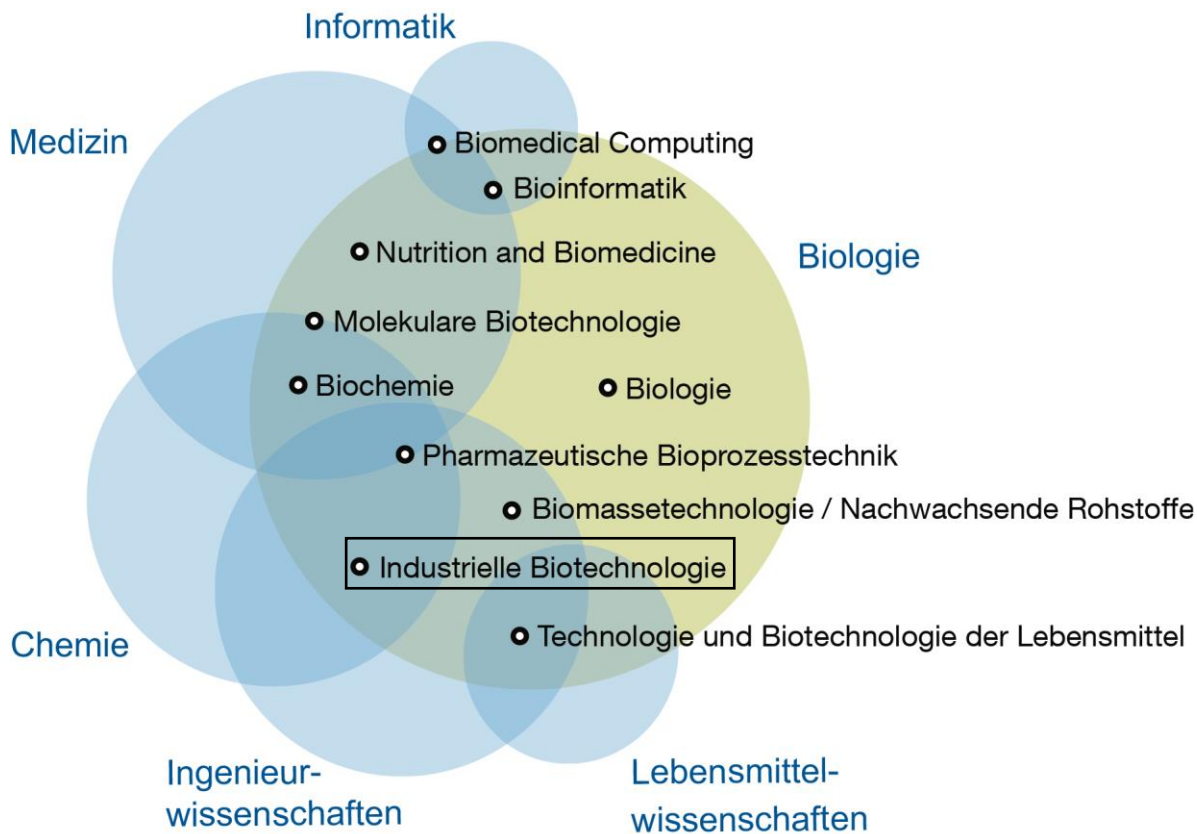 Informatik
Medizin
Biomedical Computing
Bioinformatik
Nutrition and Biomedicine
Biologie
Molekulare Biotechnologie
Biochemie
Biologie
Pharmazeutische Bioprozesstechnik
Biomassetechnologie / Nachwachsende Rohstoffe
Industrielle Biotechnologie
Chemie
Technologie und Biotechnologie der Lebensmittel
Ingenieur-
wissenschaften
Lebensmittel-
wissenschaften